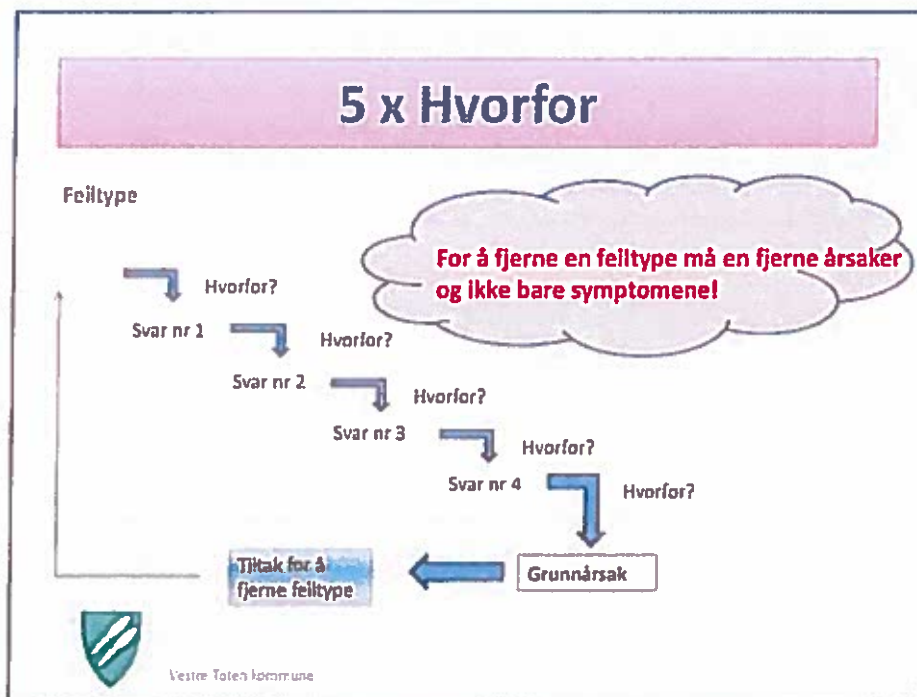 5 x Hvorfor
Feiltype
For å fjerne en feiltype må en fjerne årsaker
og ikke bare symptomene!
Hvorfor?
Svar nr 1
Hvorfor?
Svar nr 2
Hvorfor?
Svar nr 3
Hvorfor?
Svar nr 4
Hvorfor?
Grunnårsak
Tiltak for å
fjerne feiltype
Vestre Toten kommune